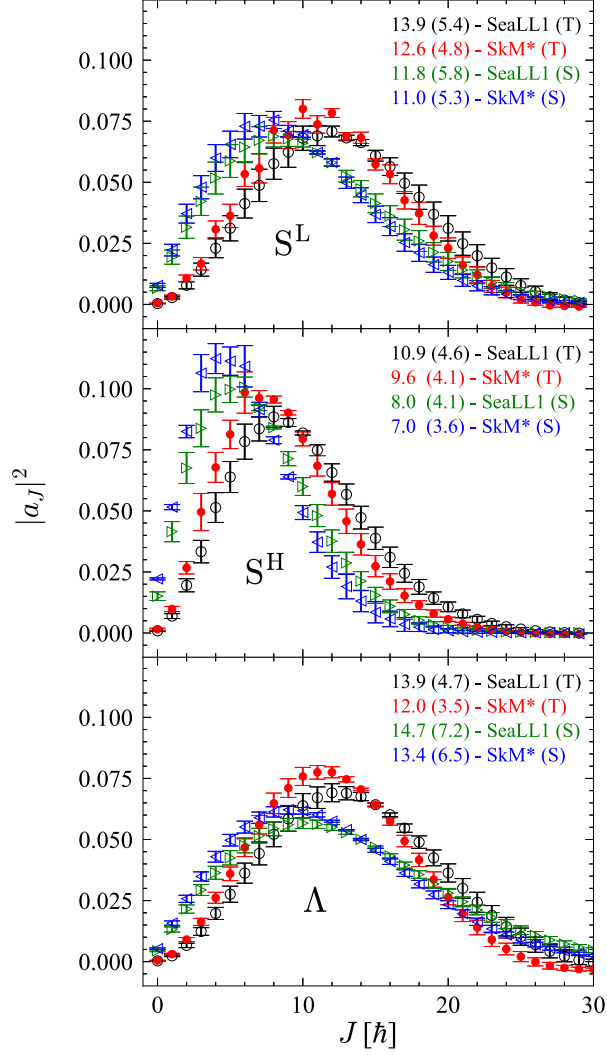 13.9 (5.4) - SeaLL1 (T)
12.6 (4.8) - SkM* (T)
11.8 (5.8) - SeaLL1 (S)
11.0 (5.3) - SkM* (S)
0.100
0.075
0.050
0.025
0.000
S^L
10.9 (4.6) - SeaLL1 (T)
9.6 (4.1) - SkM* (T)
8.0 (4.1) - SeaLL1 (S)
7.0 (3.6) - SkM* (S)
0.100
0.075
0.050
0.025
0.000
S^H
|a_J|^2
13.9 (4.7) - SeaLL1 (T)
12.0 (3.5) - SkM* (T)
14.7 (7.2) - SeaLL1 (S)
13.4 (6.5) - SkM* (S)
0.100
0.075
0.050
0.025
0.000
Λ
0 10 20 30
J [ħ]